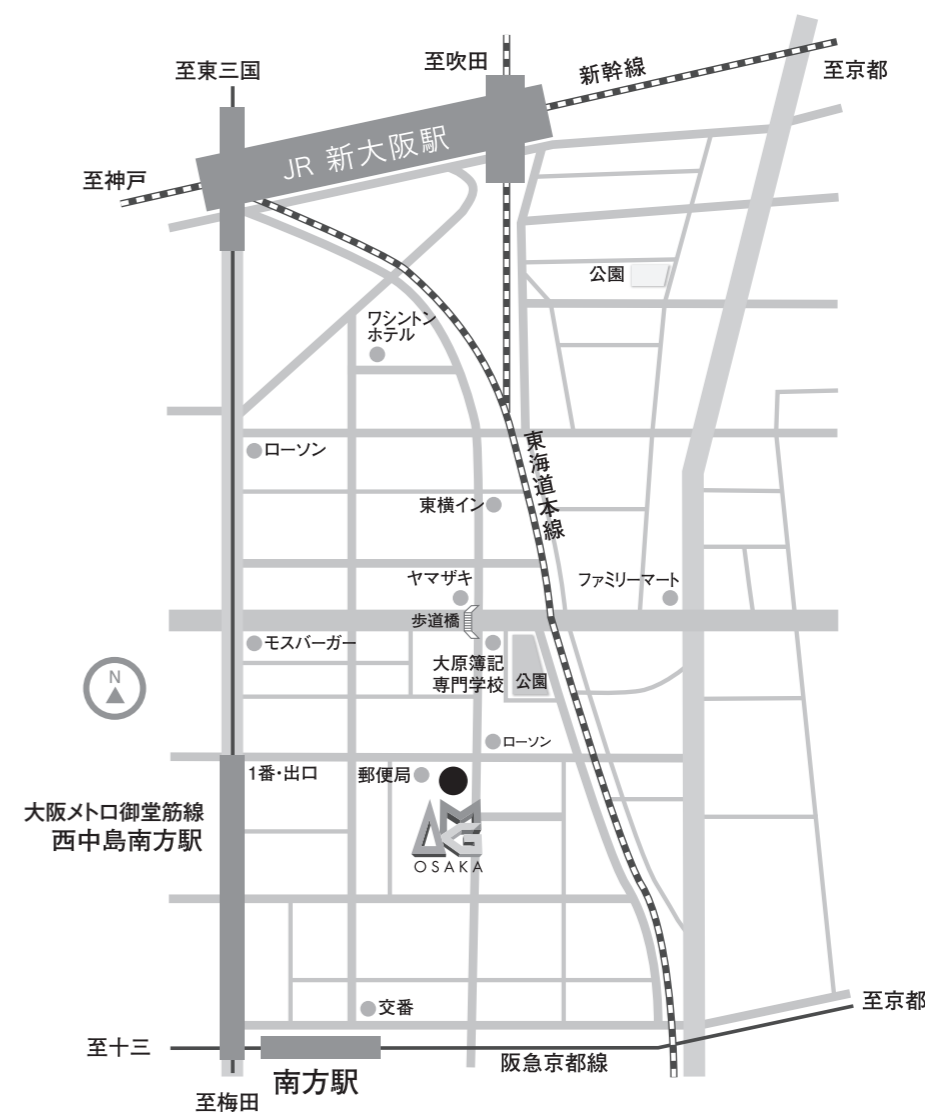 至吹田
新幹線
至東三国
至京都
JR 新大阪駅
至神戸
公園
ワシントン
ホテル
東海道本線
ローソン
東横イン
ヤマザキ
ファミリーマート
歩道橋
モスバーガー
大原簿記
専門学校
公園
N
ローソン
1番・出口
郵便局
大阪メトロ御堂筋線
西中島南方駅
AMG
OSAKA
交番
至京都
至十三
阪急京都線
南方駅
至梅田